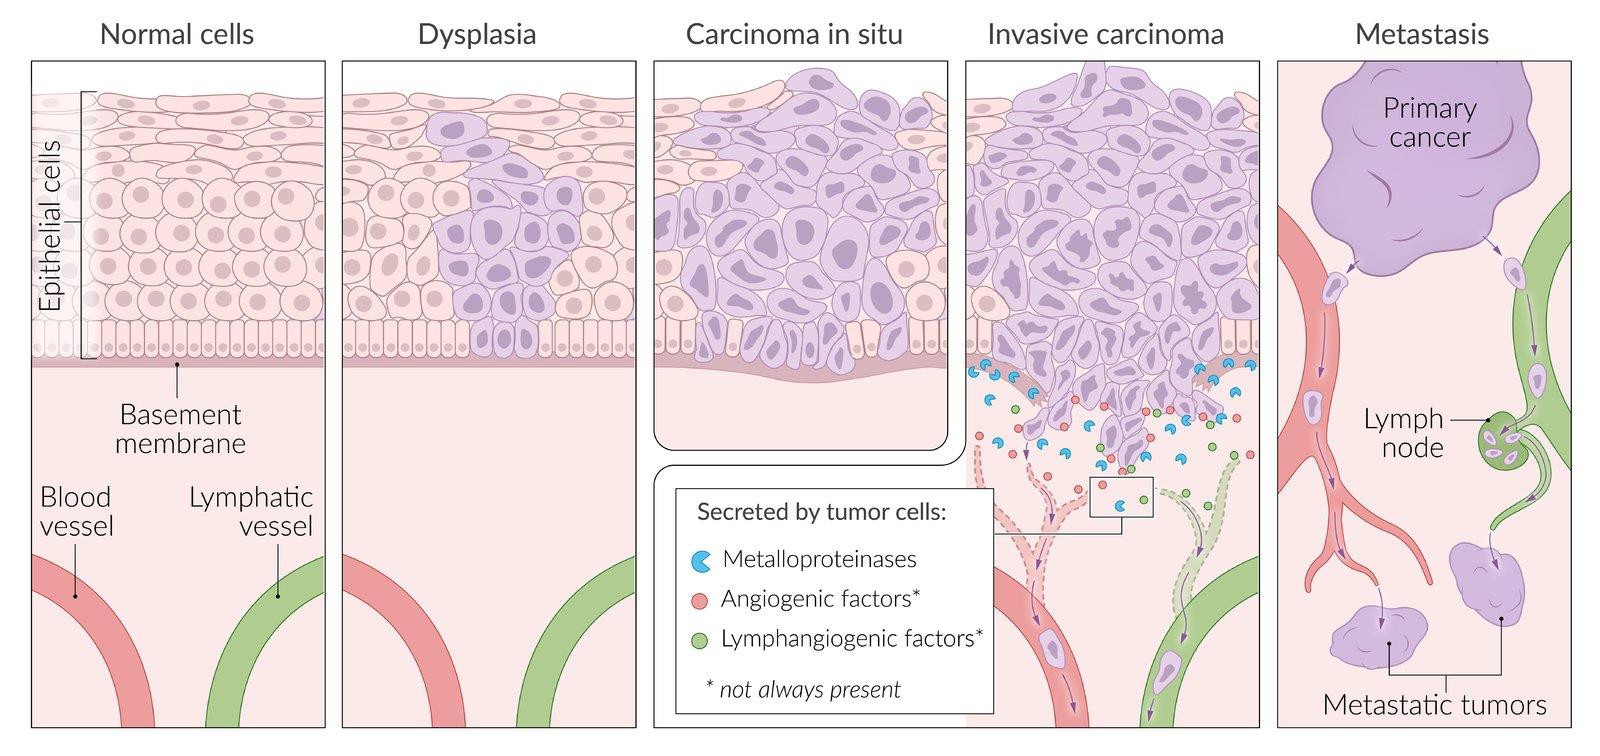 Normal cells
Dysplasia
Carcinoma in situ
Invasive carcinoma
Metastasis
Epithelial cells
Basement
membrane
Blood
vessel
Lymphatic
vessel
Secreted by tumor cells:
Metalloproteinases
Angiogenic factors*
Lymphangiogenic factors*
* not always present
Primary
cancer
Lymph
node
Metastatic tumors